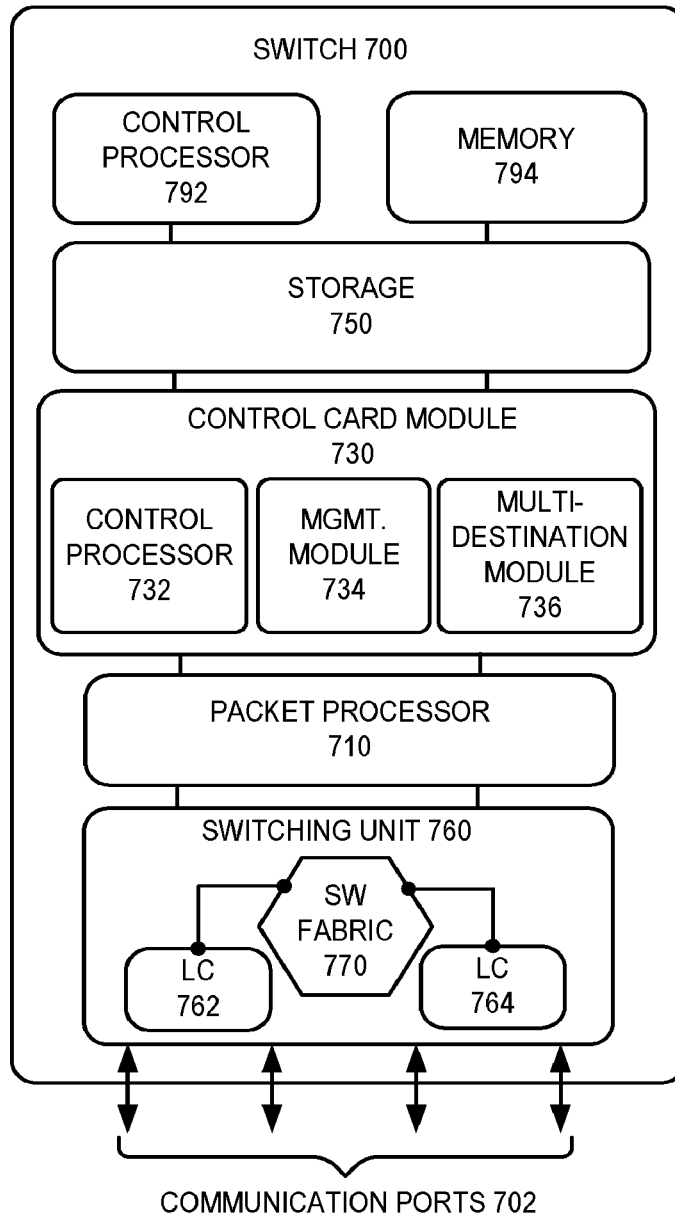 SWITCH 700
CONTROL
PROCESSOR
792
MEMORY
794
STORAGE
750
CONTROL CARD MODULE
730
CONTROL
PROCESSOR
732
MGMT.
MODULE
734
MULTI-
DESTINATION
MODULE
736
PACKET PROCESSOR
710
SWITCHING UNIT 760
SW
FABRIC
770
LC
762
LC
764
COMMUNICATION PORTS 702